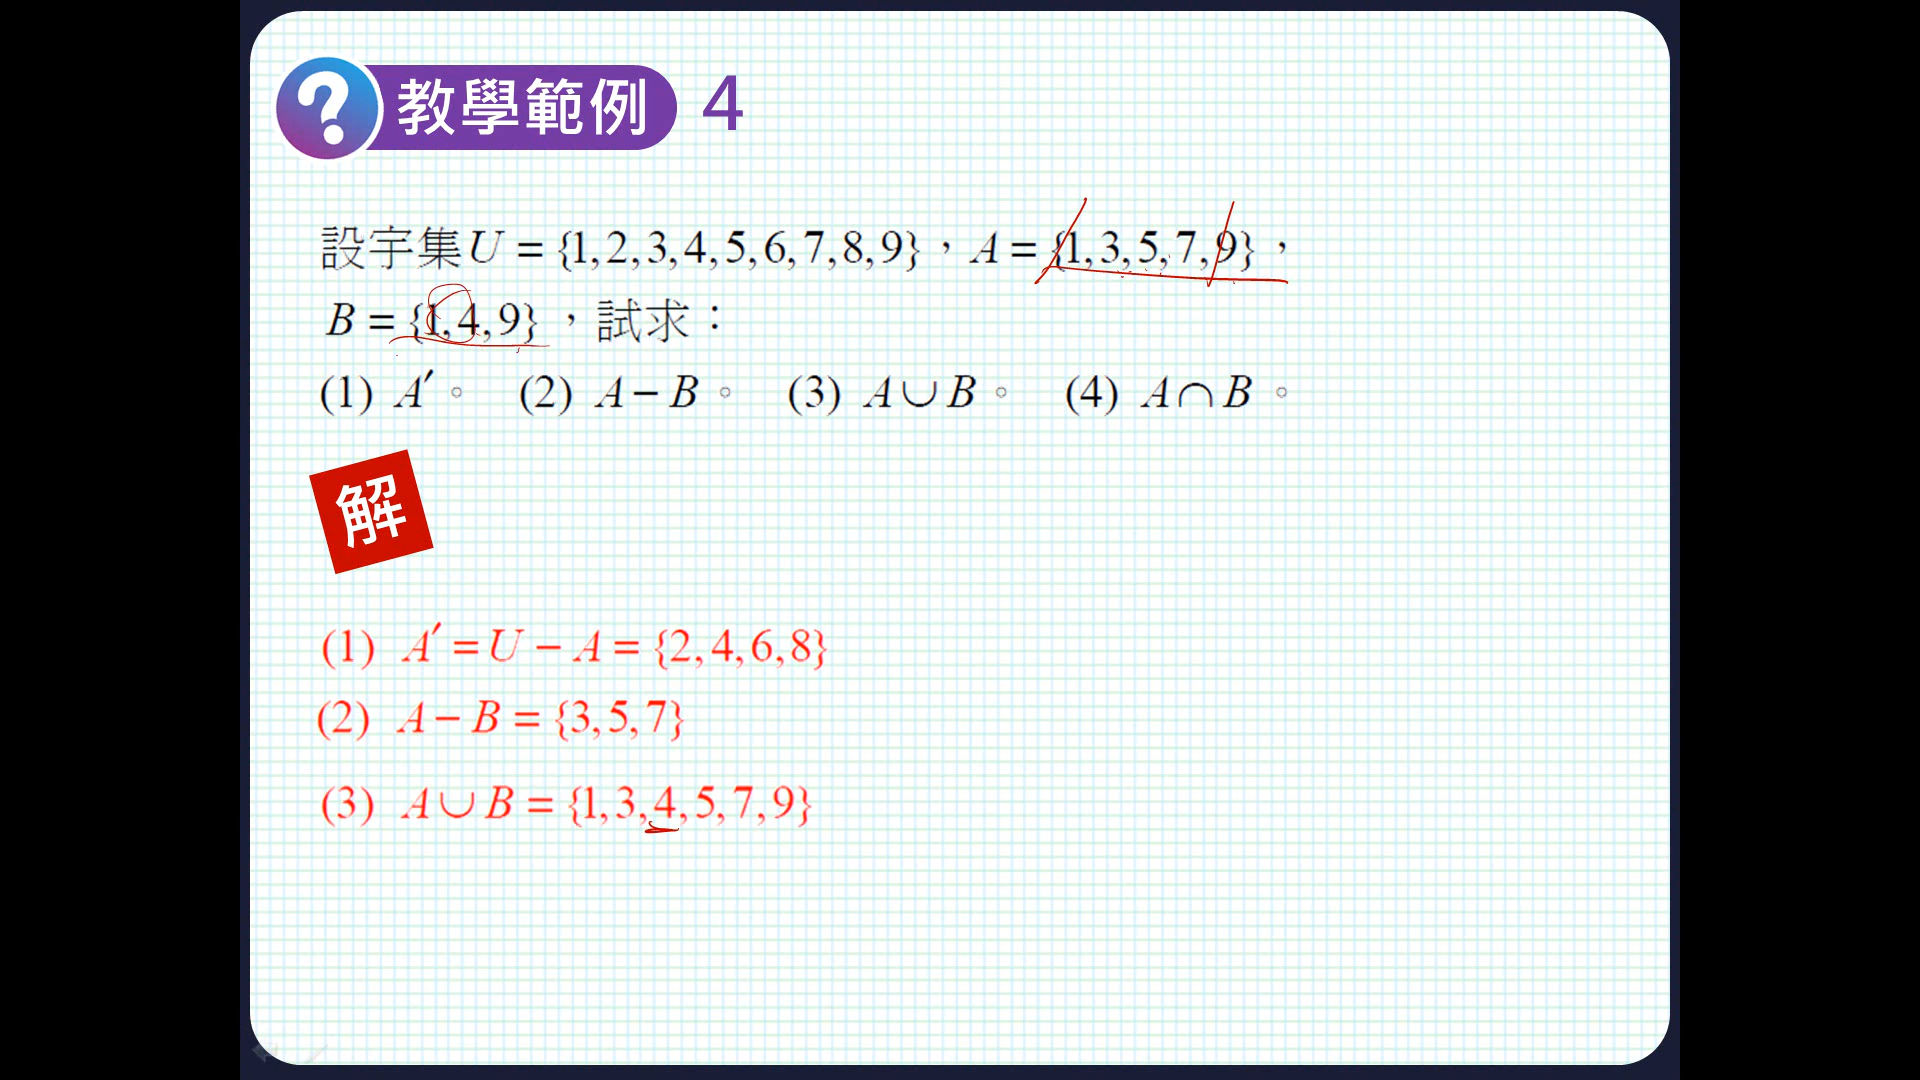 ? 教學範例 4
設宇集U = {1,2,3,4,5,6,7,8,9},A = {1,3,5,7,9},
B = {1,4,9},試求:
(1) A′。 (2) A − B。 (3) A ∪ B。 (4) A ∩ B。
解
(1) A′ = U − A = {2,4,6,8}
(2) A − B = {3,5,7}
(3) A ∪ B = {1,3,4,5,7,9}